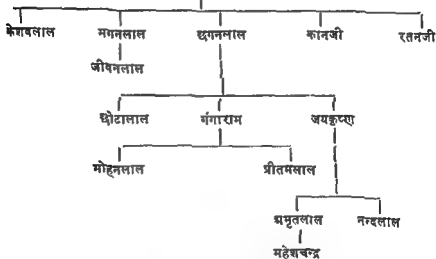 केशवलाल मगनलाल छगनलाल कानजी रतनजी
जीवनलाल
छोटालाल गंगाराम जयकृष्ण
मोहनलाल प्रीतमलाल
अमृतलाल नन्दलाल
महेशचन्द्र